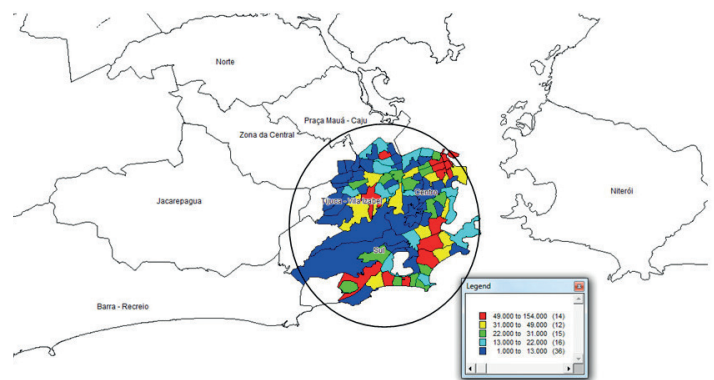 Norte
Praça Mauá - Caju
Zona da Central
Centro
Jacarepagua
Niterói
Sul
Legend
Barra - Recreio
49.000 to 154.000 (14)
31.000 to 49.000 (12)
22.000 to 31.000 (15)
13.000 to 22.000 (16)
1.000 to 13.000 (36)